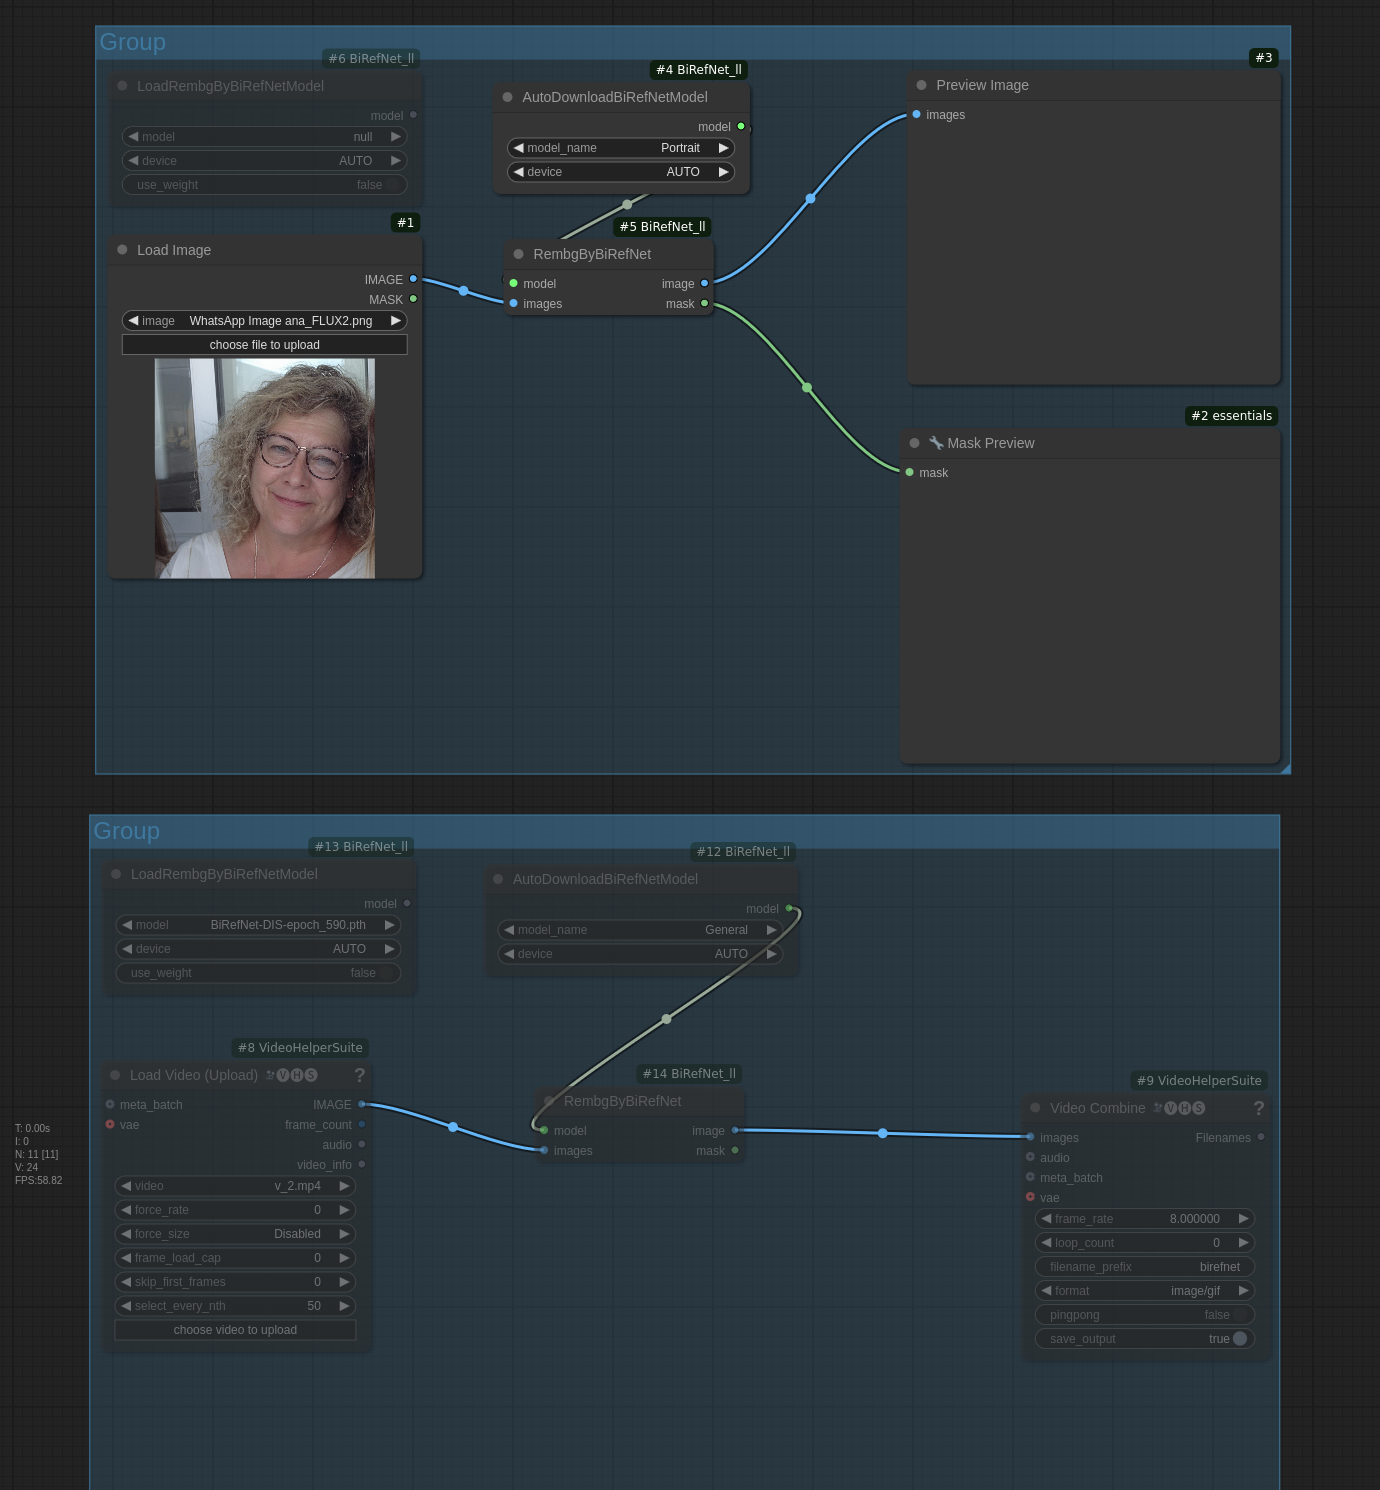 Group
#6 BiRefNet_ll
LoadRembgByBiRefNetModel
model
model null
device AUTO
use_weight false
#4 BiRefNet_ll
AutoDownloadBiRefNetModel
model
model_name Portrait
device AUTO
#3
Preview Image
images
#1
Load Image
IMAGE
MASK
image WhatsApp Image ana_FLUX2.png
choose file to upload
#5 BiRefNet_ll
RembgByBiRefNet
model image
images mask
#2 essentials
Mask Preview
mask
Group
#13 BiRefNet_ll
LoadRembgByBiRefNetModel
model
model BiRefNet-DIS-epoch_590.pth
device AUTO
use_weight false
#12 BiRefNet_ll
AutoDownloadBiRefNetModel
model
model_name General
device AUTO
#8 VideoHelperSuite
Load Video (Upload) VHS ?
meta_batch IMAGE
vae frame_count
audio
video_info
video v_2.mp4
force_rate 0
force_size Disabled
frame_load_cap 0
skip_first_frames 0
select_every_nth 50
choose video to upload
#14 BiRefNet_ll
RembgByBiRefNet
model image
images mask
#9 VideoHelperSuite
Video Combine VHS ?
images Filenames
audio
meta_batch
vae
frame_rate 8.000000
loop_count 0
filename_prefix birefnet
format image/gif
pingpong false
save_output true
T: 0.00s
I: 0
N: 11 [11]
V: 24
FPS:58.82